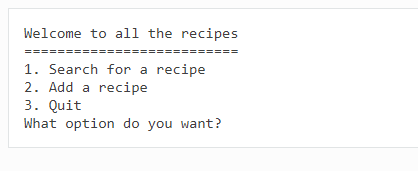 Welcome to all the recipes
==========================
1. Search for a recipe
2. Add a recipe
3. Quit
What option do you want?